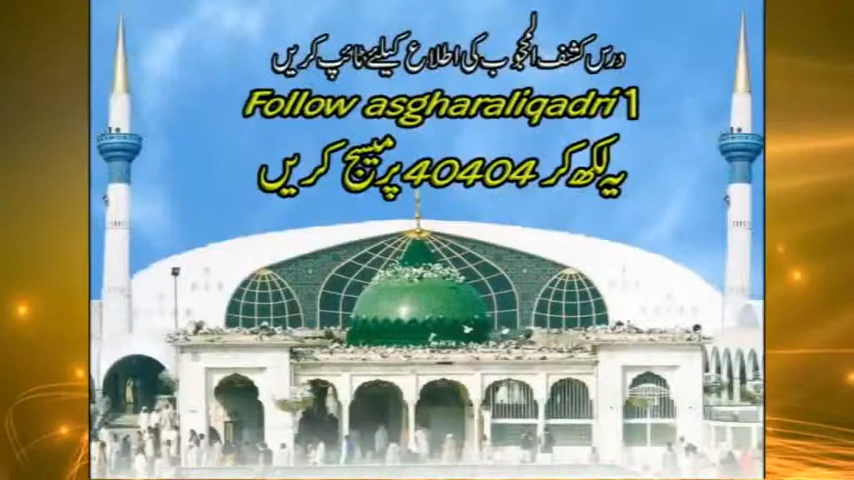 درس کشف المحجوب کی اطلاع کیلئے ٹائپ کریں
Follow asgharaliqadri1
یہ لکھ کر 40404 پر میسج کریں